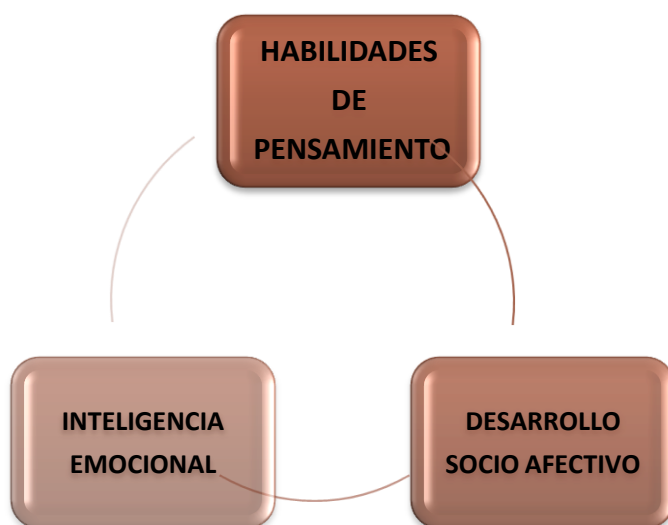 HABILIDADES
DE
PENSAMIENTO
INTELIGENCIA
EMOCIONAL
DESARROLLO
SOCIO AFECTIVO